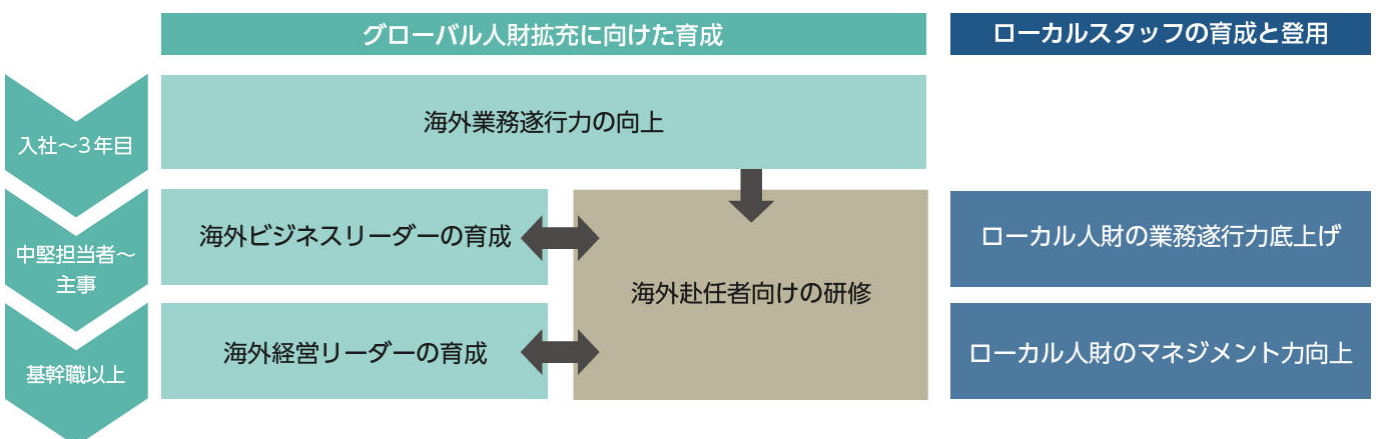 グローバル人財拡充に向けた育成
ローカルスタッフの育成と登用
入社～3年目
海外業務遂行力の向上
中堅担当者～
主事
海外ビジネスリーダーの育成
海外赴任者向けの研修
ローカル人財の業務遂行力底上げ
基幹職以上
海外経営リーダーの育成
ローカル人財のマネジメント力向上